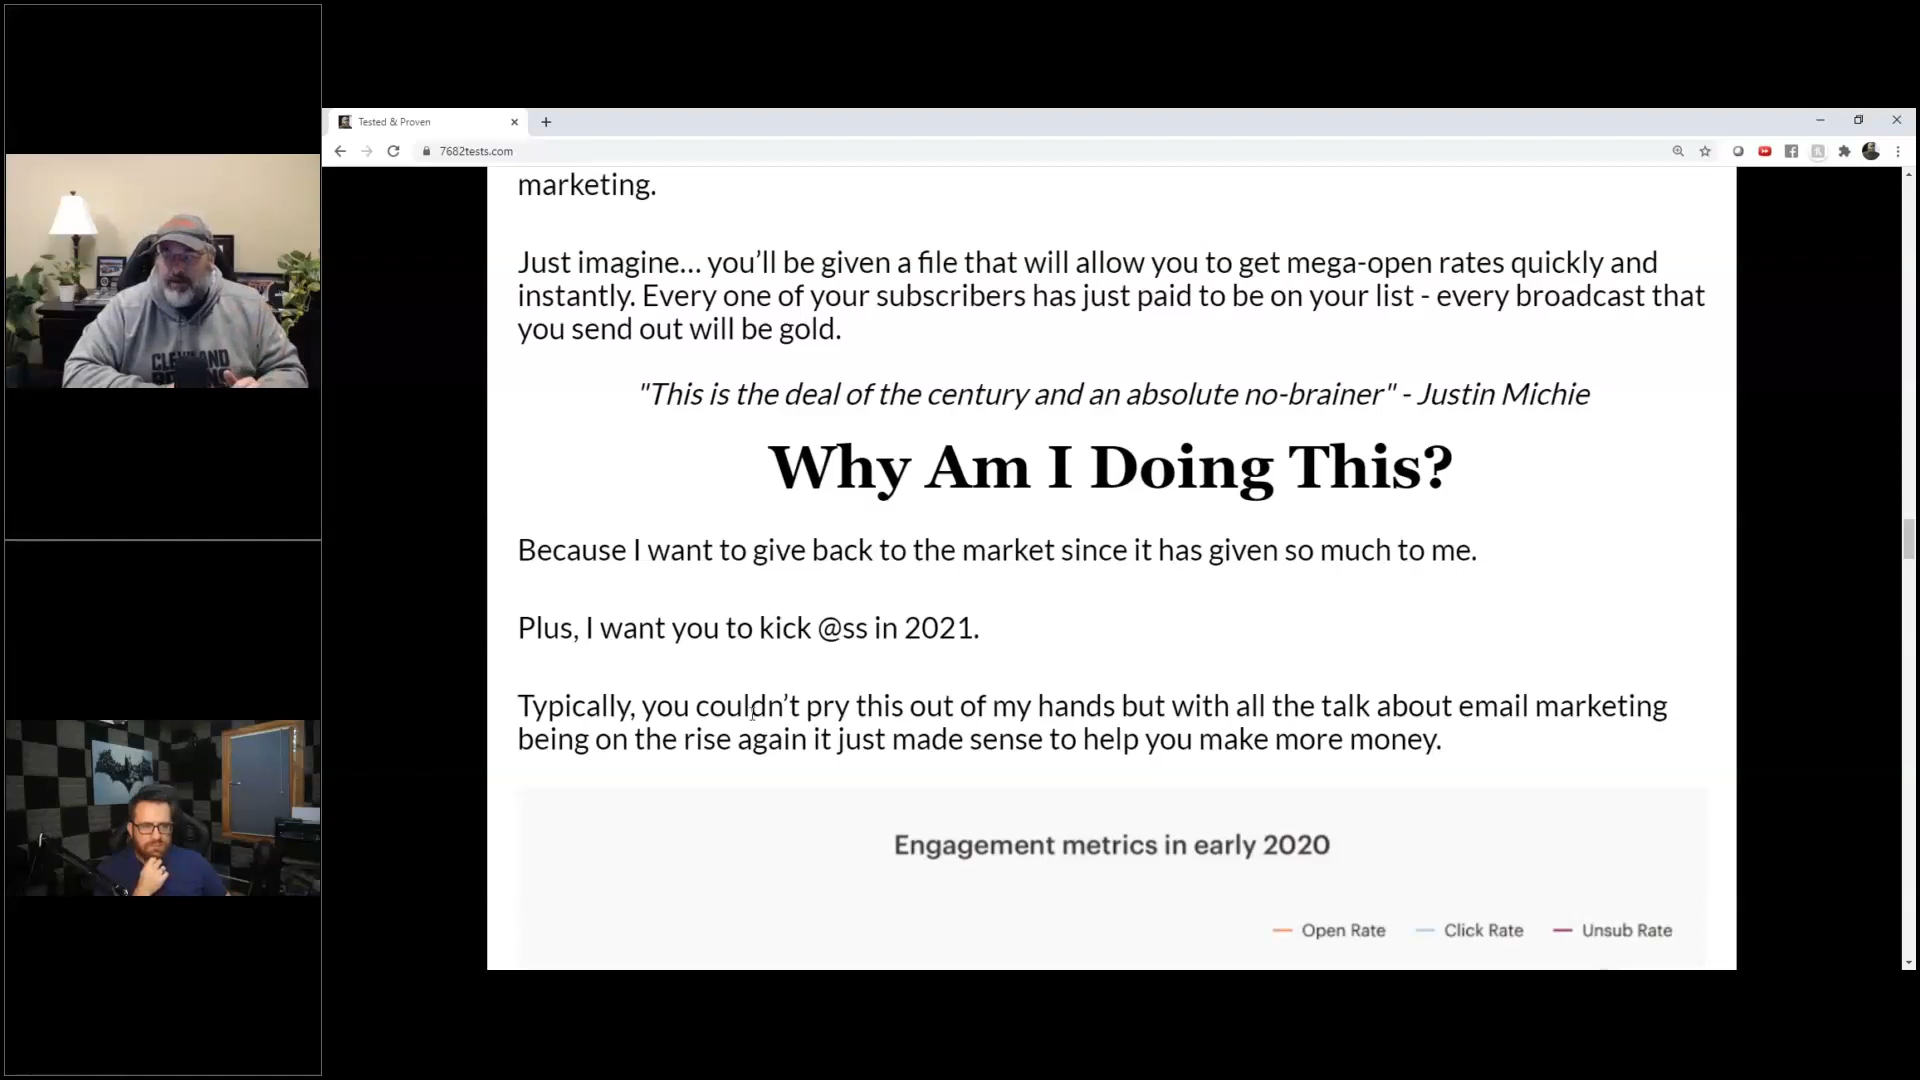 Tested & Proven
7682tests.com
marketing.
Just imagine... you’ll be given a file that will allow you to get mega-open rates quickly and
instantly. Every one of your subscribers has just paid to be on your list - every broadcast that
you send out will be gold.
"This is the deal of the century and an absolute no-brainer" - Justin Michie
Why Am I Doing This?
Because I want to give back to the market since it has given so much to me.
Plus, I want you to kick @ss in 2021.
Typically, you couldn’t pry this out of my hands but with all the talk about email marketing
being on the rise again it just made sense to help you make more money.
Engagement metrics in early 2020
Open Rate Click Rate Unsub Rate